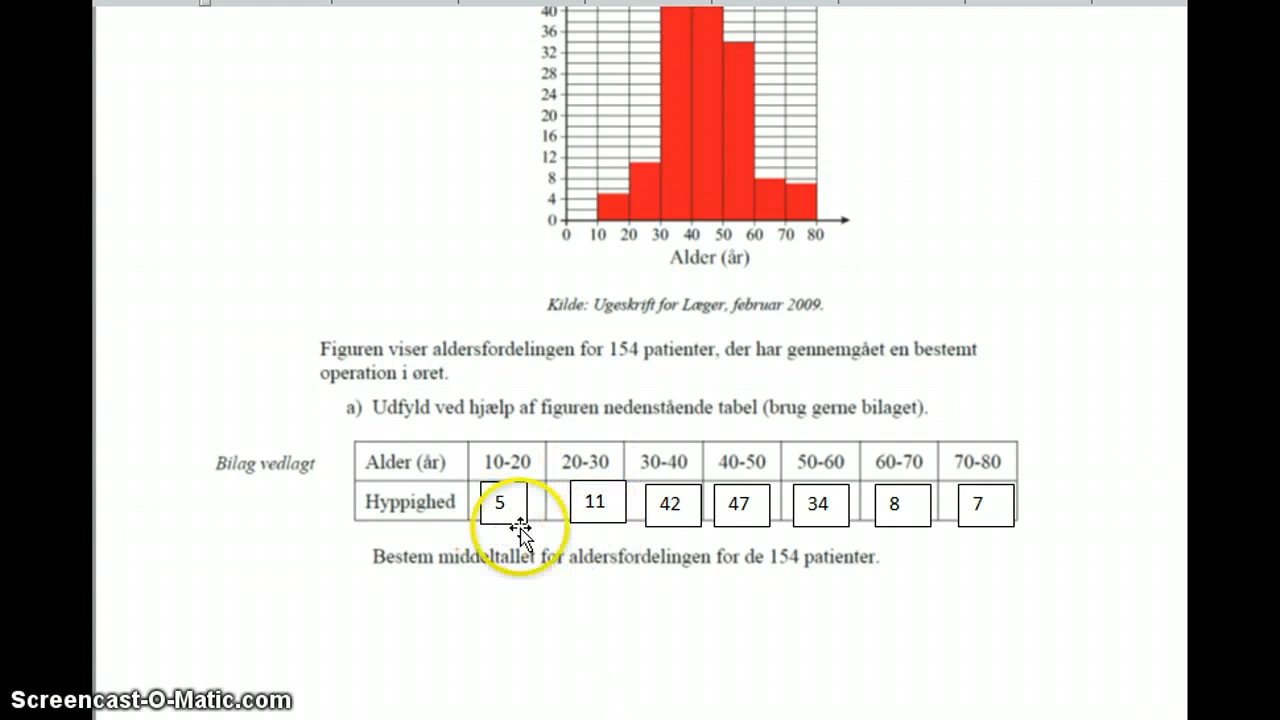 40
36
32
28
24
20
16
12
8
4
0
0 10 20 30 40 50 60 70 80
Alder (år)
Kilde: Ugeskrift for Læger, februar 2009.
Figuren viser aldersfordelingen for 154 patienter, der har gennemgået en bestemt
operation i øret.
a) Udfyld ved hjælp af figuren nedenstående tabel (brug gerne bilaget).
Bilag vedlagt
Alder (år) 10-20 20-30 30-40 40-50 50-60 60-70 70-80
Hyppighed 5 11 42 47 34 8 7
Bestem middeltallet for aldersfordelingen for de 154 patienter.
Screencast-O-Matic.com